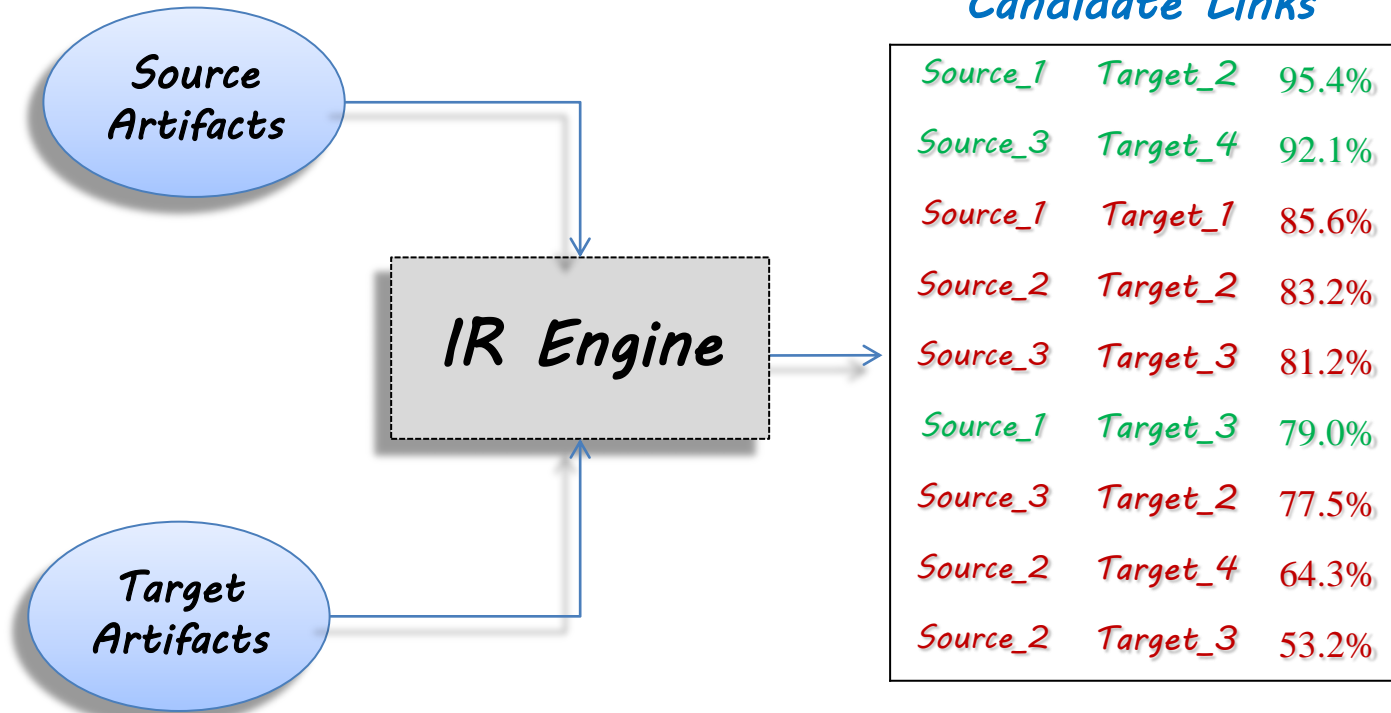 Candidate Links
Source
Artifacts
IR Engine
Target
Artifacts
Source_1 Target_2 95.4%
Source_3 Target_4 92.1%
Source_1 Target_1 85.6%
Source_2 Target_2 83.2%
Source_3 Target_3 81.2%
Source_1 Target_3 79.0%
Source_3 Target_2 77.5%
Source_2 Target_4 64.3%
Source_2 Target_3 53.2%